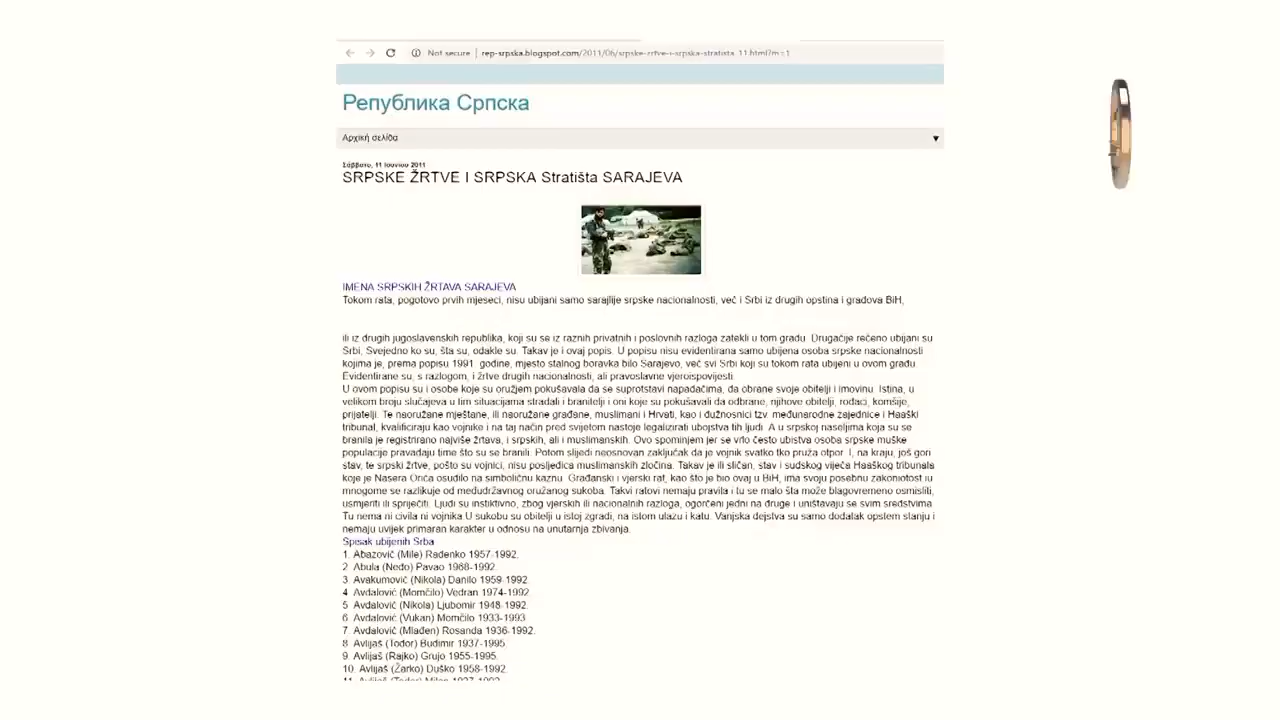 Not secure | rep-srpska.blogspot.com/2011/06/srpske-zrtve-i-srpska-stratista_11.html?m=1
Република Српска
Αρχική σελίδα ▼
Σάββατο, 11 Ιουνίου 2011
SRPSKE ŽRTVE I SRPSKA Stratišta SARAJEVA
IMENA SRPSKIH ŽRTAVA SARAJEVA
Tokom rata, pogotovo prvih mjeseci, nisu ubijani samo sarajlije srpske nacionalnosti, več i Srbi iz drugih opstina i gradova BiH,
ili iz drugih jugoslavenskih republika, koji su se iz raznih privatnih i poslovnih razloga zatekli u tom gradu. Drugačije rečeno ubijani su
Srbi, Svejedno ko su, šta su, odakle su. Takav je i ovaj popis. U popisu nisu evidentirana samo ubijena osoba srpske nacionalnosti
kojima je, prema popisu 1991. godine, mjesto stalnog boravka bilo Sarajevo, več svi Srbi koji su tokom rata ubijeni u ovom gradu.
Evidentirane su, s razlogom, i žrtve drugih nacionalnosti, ali pravoslavne vjeroispovijesti.
U ovom popisu su i osobe koje su oružjem pokušavala da se suprotstavi napadačima, da obrane svoje obitelji i imovinu. Istina, u
velikom broju slučajeva u tim situacijama stradali i branitelji i oni koje su pokušavali da odbrane, njihove obitelji, rođaci, komšije,
prijatelji. Te naoružane mještane, ili naoružane građane, muslimani i Hrvati, kao i dužnosnici tzv. međunarodne zajednice i Haaški
tribunal, kvalificiraju kao vojnike i na taj način pred svijetom nastoje legalizirati ubojstva tih ljudi. A u srpskoj naseljima koja su se
branila je registrirano najviše žrtava, i srpskih, ali i muslimanskih. Ovo spominjem jer se vrlo često ubistva osoba srpske muške
populacije pravadaju time što su se branili. Potom slijedi neosnovan zaključak da je vojnik svatko tko pruža otpor. I, na kraju, još gori
stav, te srpski žrtve, pošto su vojnici, nisu posljedica muslimanskih zločina. Takav je ili sličan, stav i sudskog viječa Haaškog tribunala
koje je Nasera Oriča osudilo na simboličnu kaznu. Građanski i vjerski rat, kao što je bio ovaj u BiH, ima svoju posebnu zakonitost iu
mnogome se razlikuje od međudržavnog oružanog sukoba. Takvi ratovi nemaju pravila i tu se malo šta može blagovremeno osmisliti,
usmjeriti ili spriječiti. Ljudi su instiktivno, zbog vjerskih ili nacionalnih razloga, ogorčeni jedni na druge i uništavaju se svim sredstvima.
Tu nema ni civila ni vojnika.U sukobu su obitelji u istoj zgradi, na istom ulazu i katu. Vanjska dejstva su samo dodatak opstem stanju i
nemaju uvijek primaran karakter u odnosu na unutarnja zbivanja.
Spisak ubijenih Srba
1. Abazovič (Mile) Radenko 1957-1992.
2. Abula (Nedo) Pavao 1968-1992.
3. Avakumovič (Nikola) Danilo 1959-1992.
4. Avdalović (Momčilo) Vedran 1974-1992.
5. Avdalović (Nikola) Ljubomir 1948-1992.
6. Avdalović (Vukan) Momčilo 1933-1993.
7. Avdalovič (Mlađen) Rosanda 1936-1992.
8. Avlijaš (Todor) Budimir 1937-1995.
9. Avlijaš (Rajko) Grujo 1955-1995.
10. Avlijaš (Žarko) Duško 1958-1992.